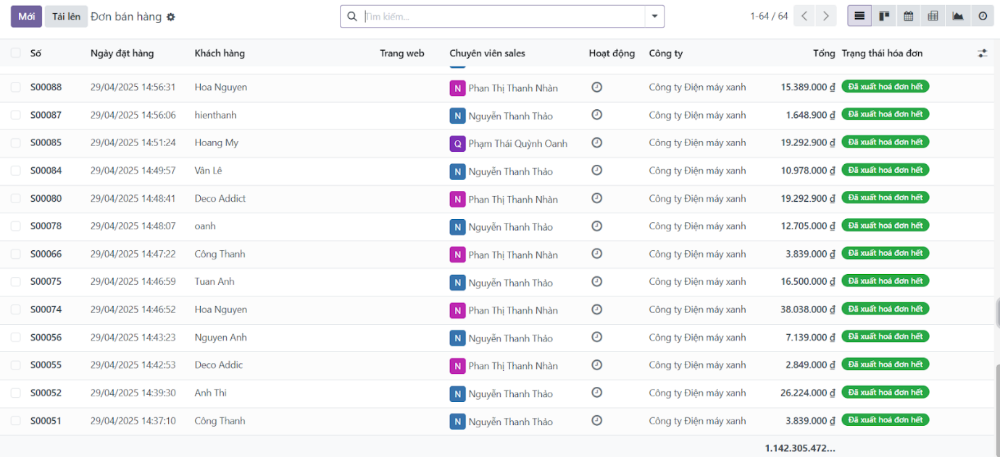 Mới Tải lên Đơn bán hàng Tìm kiếm... 1-64 / 64
Số Ngày đặt hàng Khách hàng Trang web Chuyên viên sales Hoạt động Công ty Tổng Trạng thái hóa đơn
S00088 29/04/2025 14:56:31 Hoa Nguyen N Phan Thị Thanh Nhàn Công ty Điện máy xanh 15.389.000 ₫ Đã xuất hoá đơn hết
S00087 29/04/2025 14:56:06 hienthanh N Nguyễn Thanh Thảo Công ty Điện máy xanh 1.648.900 ₫ Đã xuất hoá đơn hết
S00085 29/04/2025 14:51:24 Hoang My Q Phạm Thái Quỳnh Oanh Công ty Điện máy xanh 19.292.900 ₫ Đã xuất hoá đơn hết
S00084 29/04/2025 14:49:57 Vân Lê N Nguyễn Thanh Thảo Công ty Điện máy xanh 10.978.000 ₫ Đã xuất hoá đơn hết
S00080 29/04/2025 14:48:41 Deco Addict N Phan Thị Thanh Nhàn Công ty Điện máy xanh 19.292.900 ₫ Đã xuất hoá đơn hết
S00078 29/04/2025 14:48:07 oanh N Nguyễn Thanh Thảo Công ty Điện máy xanh 12.705.000 ₫ Đã xuất hoá đơn hết
S00066 29/04/2025 14:47:22 Công Thanh N Phan Thị Thanh Nhàn Công ty Điện máy xanh 3.839.000 ₫ Đã xuất hoá đơn hết
S00075 29/04/2025 14:46:59 Tuan Anh N Nguyễn Thanh Thảo Công ty Điện máy xanh 16.500.000 ₫ Đã xuất hoá đơn hết
S00074 29/04/2025 14:46:52 Hoa Nguyen N Phan Thị Thanh Nhàn Công ty Điện máy xanh 38.038.000 ₫ Đã xuất hoá đơn hết
S00056 29/04/2025 14:43:23 Nguyen Anh N Nguyễn Thanh Thảo Công ty Điện máy xanh 7.139.000 ₫ Đã xuất hoá đơn hết
S00055 29/04/2025 14:42:53 Deco Addic N Phan Thị Thanh Nhàn Công ty Điện máy xanh 2.849.000 ₫ Đã xuất hoá đơn hết
S00052 29/04/2025 14:39:30 Anh Thi N Nguyễn Thanh Thảo Công ty Điện máy xanh 26.224.000 ₫ Đã xuất hoá đơn hết
S00051 29/04/2025 14:37:10 Công Thanh N Nguyễn Thanh Thảo Công ty Điện máy xanh 3.839.000 ₫ Đã xuất hoá đơn hết
1.142.305.472...